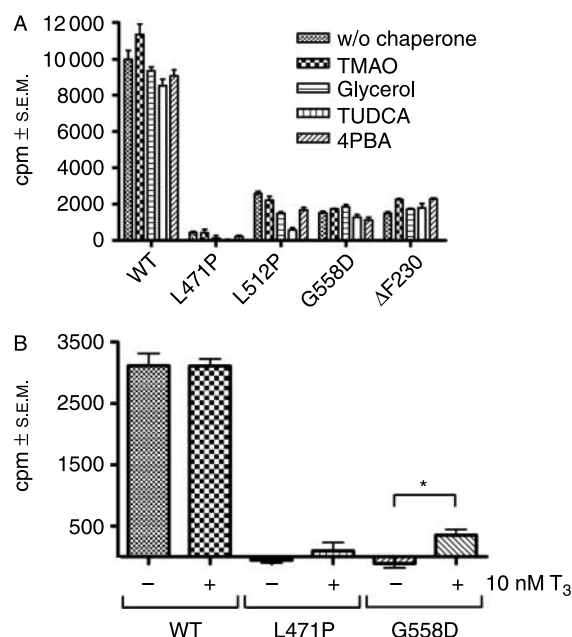 A
cpm ± S.E.M.
12 000
10 000
8000
6000
4000
2000
0
w/o chaperone
TMAO
Glycerol
TUDCA
4PBA
WT
L471P
L512P
G558D
ΔF230
B
cpm ± S.E.M.
3500
2500
1500
500
*
− + − + − + 10 nM T₃
WT L471P G558D